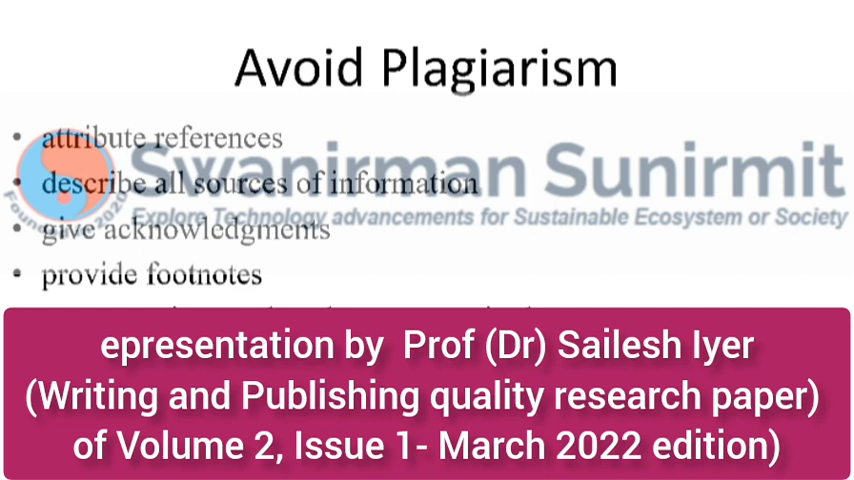 Avoid Plagiarism
• attribute references
Swanirman Sunirmit
• describe all sources of information
Explore Technology advancements for Sustainable Ecosystem or Society
• give acknowledgments
• provide footnotes
epresentation by Prof (Dr) Sailesh Iyer
(Writing and Publishing quality research paper)
of Volume 2, Issue 1- March 2022 edition)